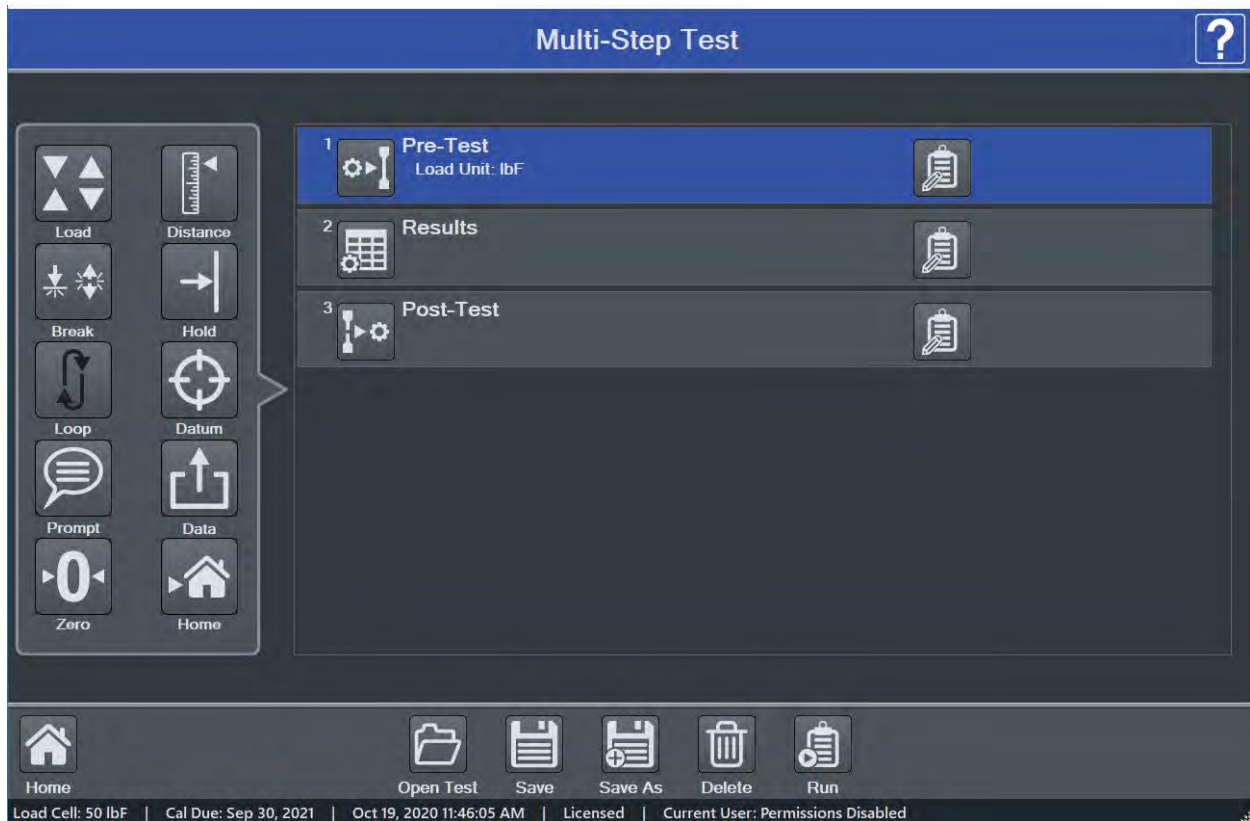 Multi-Step Test
?
Load
Distance
Break
Hold
Loop
Datum
Prompt
Data
0
Zero
Home
1
Pre-Test
Load Unit: lbF
2
Results
3
Post-Test
Home
Open Test
Save
Save As
Delete
Run
Load Cell: 50 lbF | Cal Due: Sep 30, 2021 | Oct 19, 2020 11:46:05 AM | Licensed | Current User: Permissions Disabled